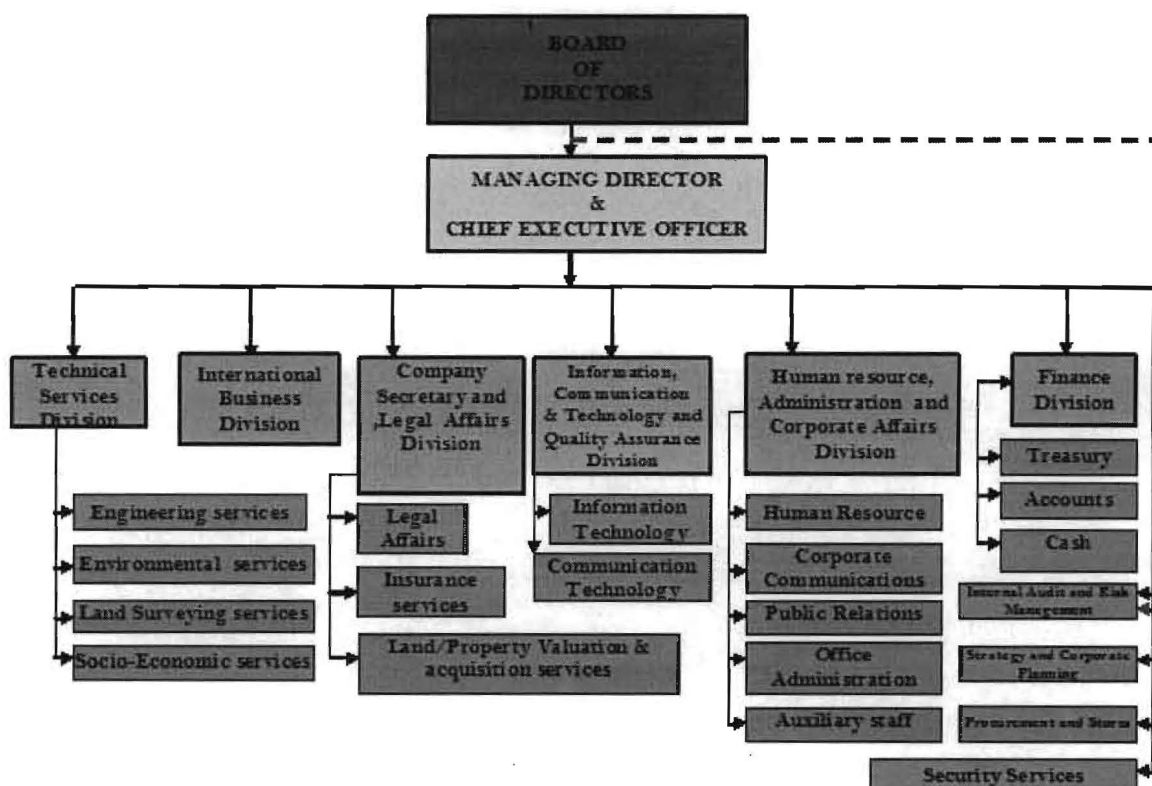 BOARD
OF
DIRECTORS
MANAGING DIRECTOR
&
CHIEF EXECUTIVE OFFICER
Technical
Services
Division
International
Business
Division
Company
Secretary and
,Legal Affairs
Division
Information,
Communication
& Technology and
Quality Assurance
Division
Human resource,
Administration and
Corporate Affairs
Division
Finance
Division
Engineering services
Environmental services
Land Surveying services
Socio-Economic services
Legal
Affairs
Insurance
services
Land/Property Valuation &
acquisition services
Information
Technology
Communication
Technology
Human Resource
Corporate
Communications
Public Relations
Office
Administration
Auxiliary staff
Treasury
Accounts
Cash
Internal Audit and Risk
Management
Strategy and Corporate
Planning
Procurement and Stores
Security Services